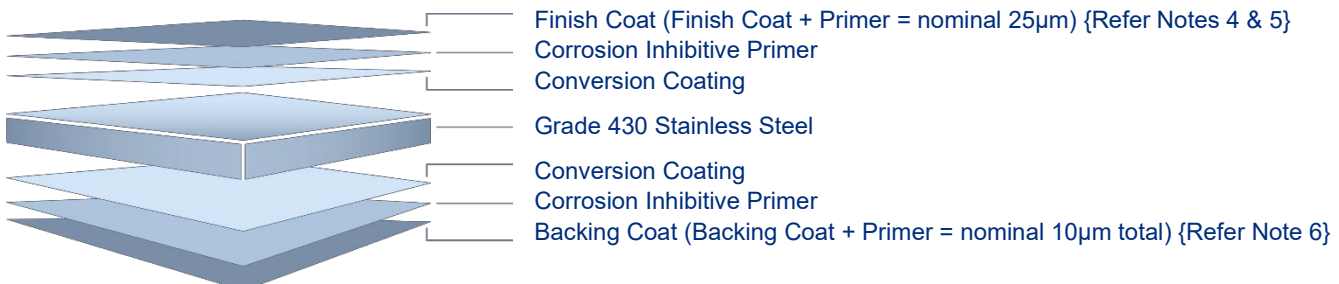 Finish Coat (Finish Coat + Primer = nominal 25µm) {Refer Notes 4 & 5}
Corrosion Inhibitive Primer
Conversion Coating
Grade 430 Stainless Steel
Conversion Coating
Corrosion Inhibitive Primer
Backing Coat (Backing Coat + Primer = nominal 10µm total) {Refer Note 6}